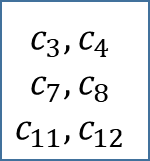 c₃, c₄
c₇, c₈
c₁₁, c₁₂